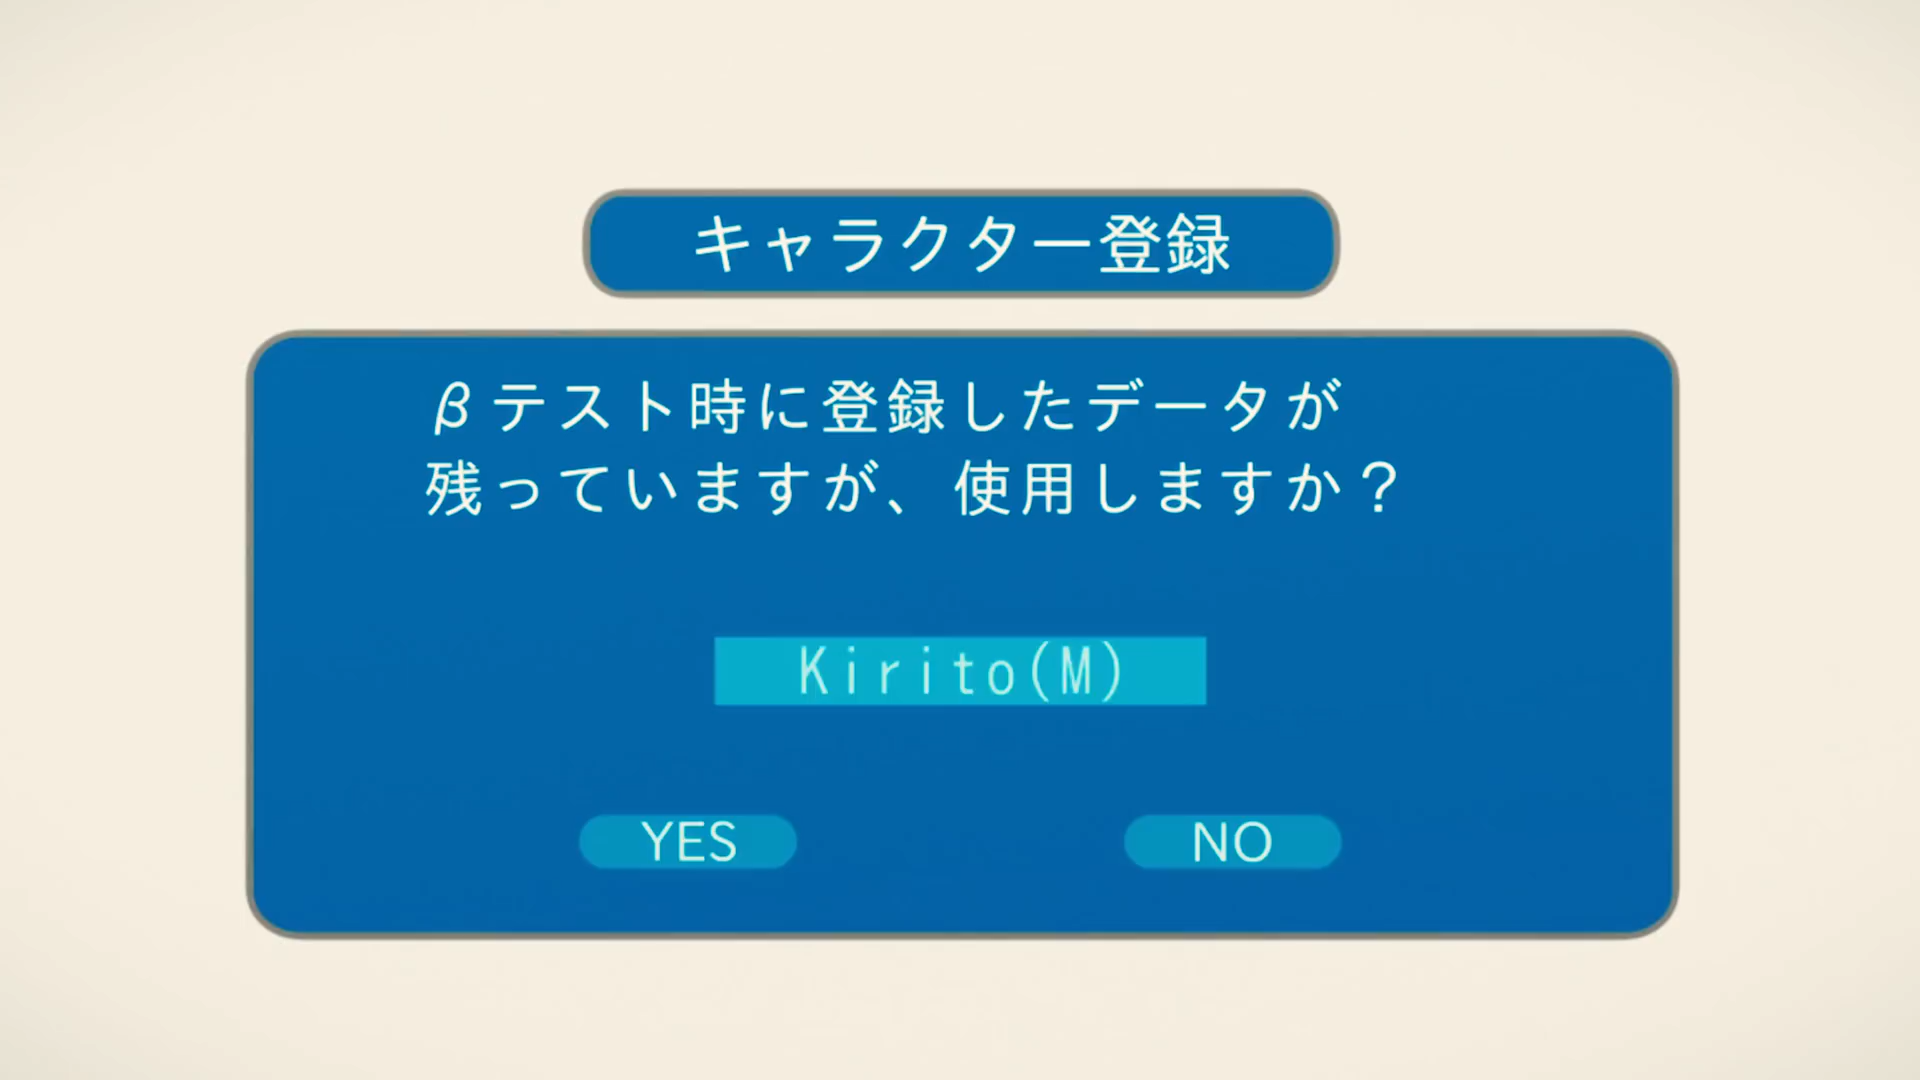 キャラクター登録
βテスト時に登録したデータが
残っていますが、使用しますか？
Kirito(M)
YES
NO